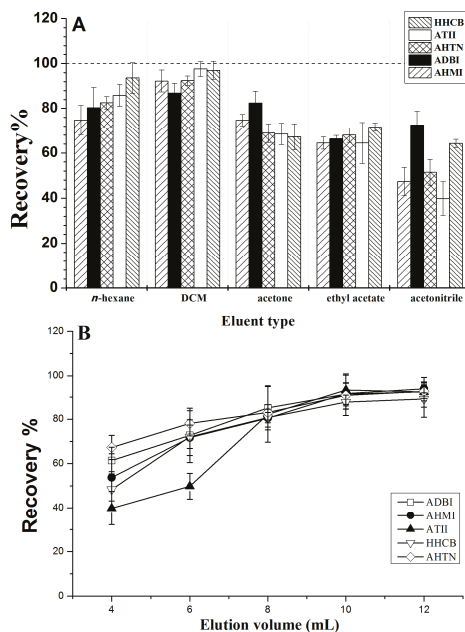 A
HHCB
ATII
AHTN
ADBI
AHMI
120
100
80
60
40
20
0
Recovery%
n-hexane DCM acetone ethyl acetate acetonitrile
Eluent type
B
120
100
80
60
40
20
0
Recovery %
ADBI
AHMI
ATII
HHCB
AHTN
4 6 8 10 12
Elution volume (mL)